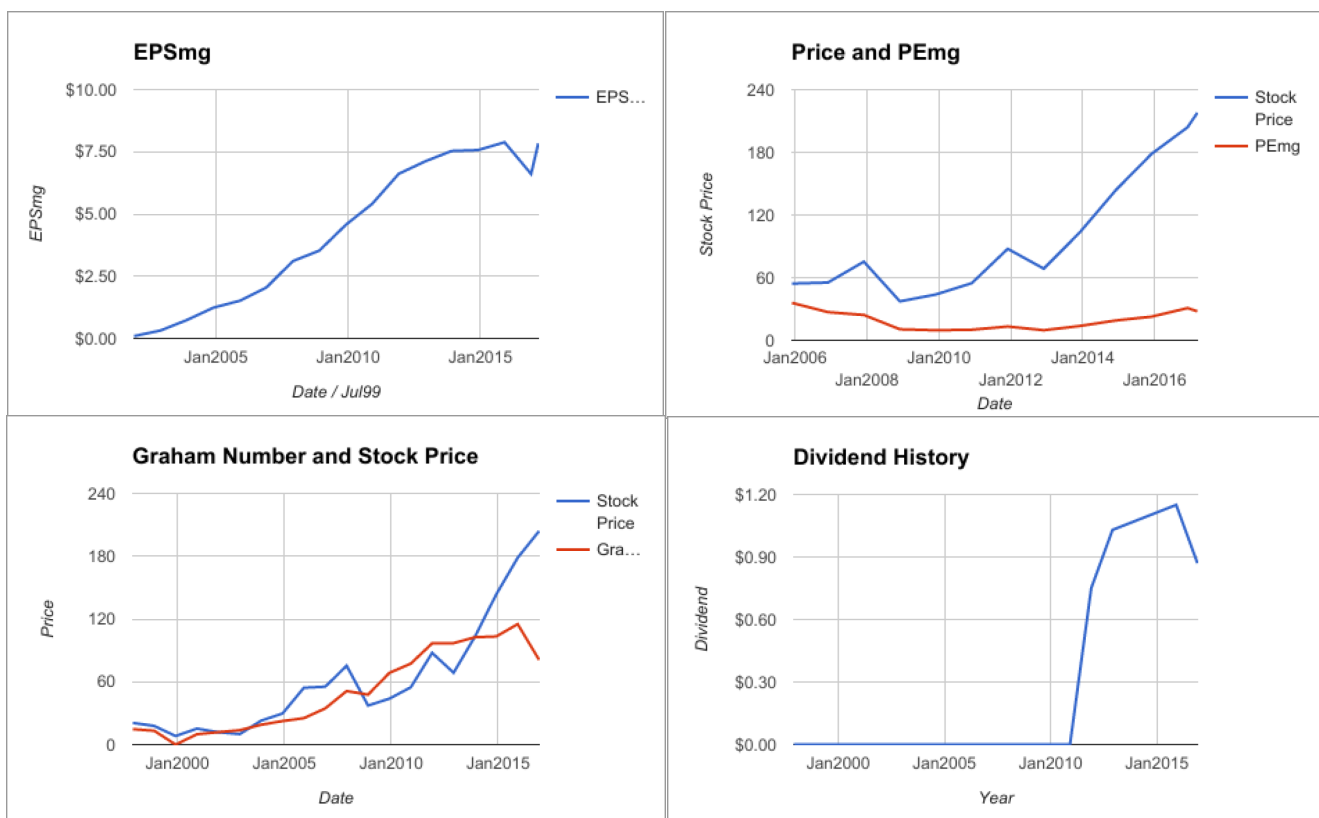 EPSmg
$10.00
$7.50
$5.00
$2.50
$0.00
EPSmg
Jan2005
Jan2010
Jan2015
Date / Jul99
EPS…
Price and PEmg
240
180
120
60
0
Stock Price
Jan2006
Jan2008
Jan2010
Jan2012
Jan2014
Jan2016
Date
Stock
Price
PEmg
Graham Number and Stock Price
240
180
120
60
0
Price
Jan2000
Jan2005
Jan2010
Jan2015
Date
Stock
Price
Gra…
Dividend History
$1.20
$0.90
$0.60
$0.30
$0.00
Dividend
Jan2000
Jan2005
Jan2010
Jan2015
Year